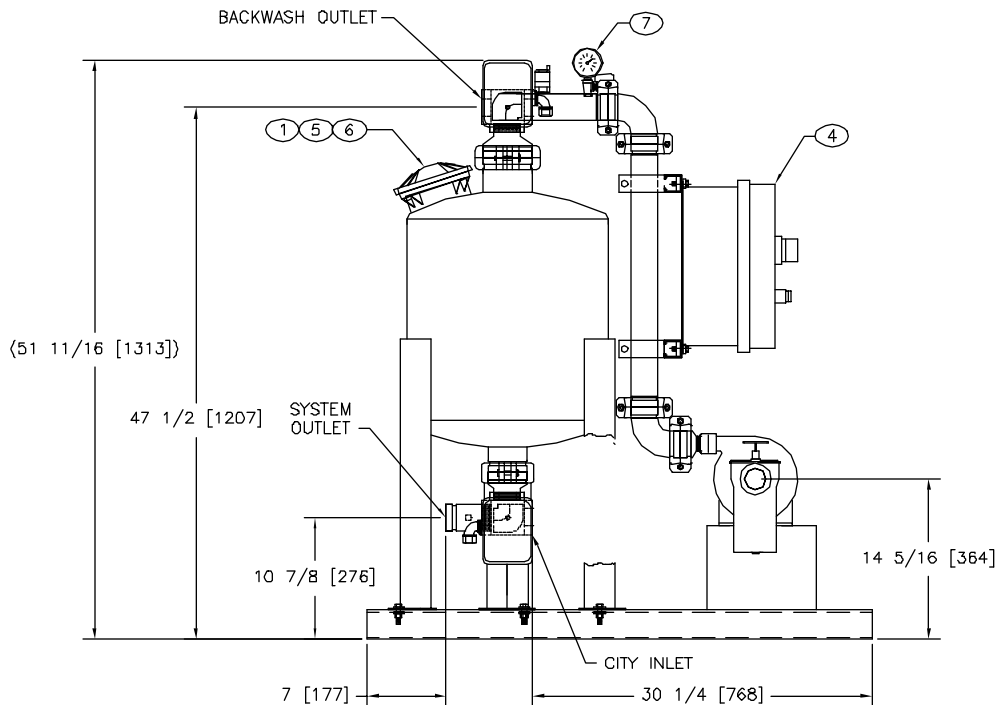 BACKWASH OUTLET
7
1 5 6
4
(51 11/16 [1313])
47 1/2 [1207]
SYSTEM
OUTLET
10 7/8 [276]
14 5/16 [364]
CITY INLET
7 [177]
30 1/4 [768]